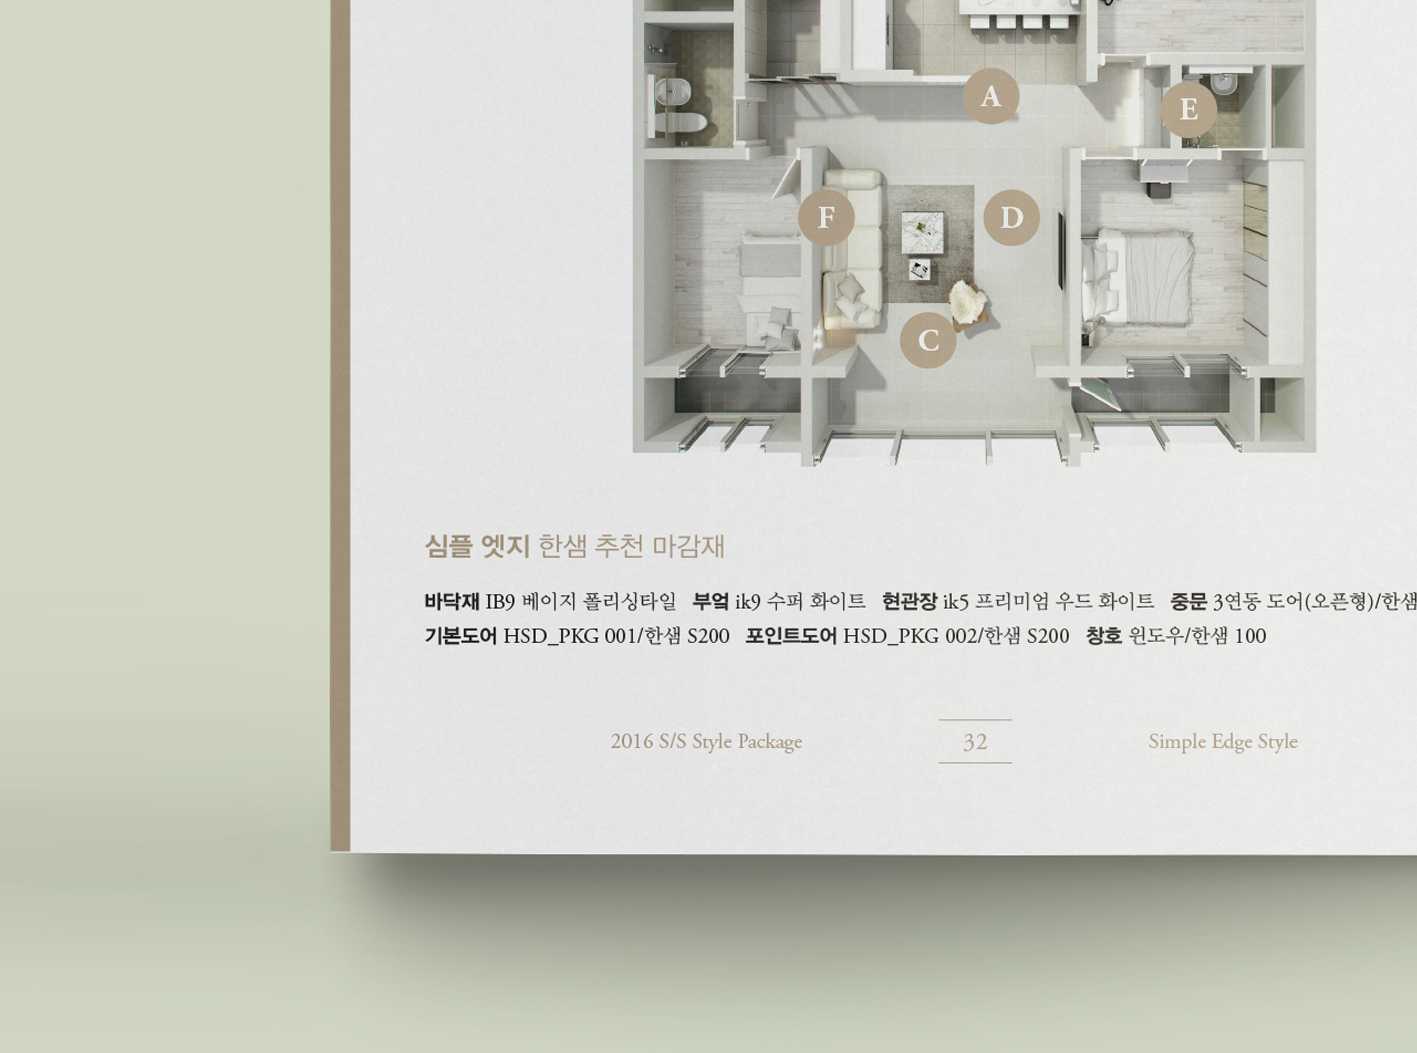 A
E
F
D
C
심플 엣지 한샘 추천 마감재
바닥재 IB9 베이지 폴리싱타일 부엌 ik9 수퍼 화이트 현관장 ik5 프리미엄 우드 화이트 중문 3연동 도어(오픈형)/한샘
기본도어 HSD_PKG 001/한샘 S200 포인트도어 HSD_PKG 002/한샘 S200 창호 윈도우/한샘 100
2016 S/S Style Package 32 Simple Edge Style